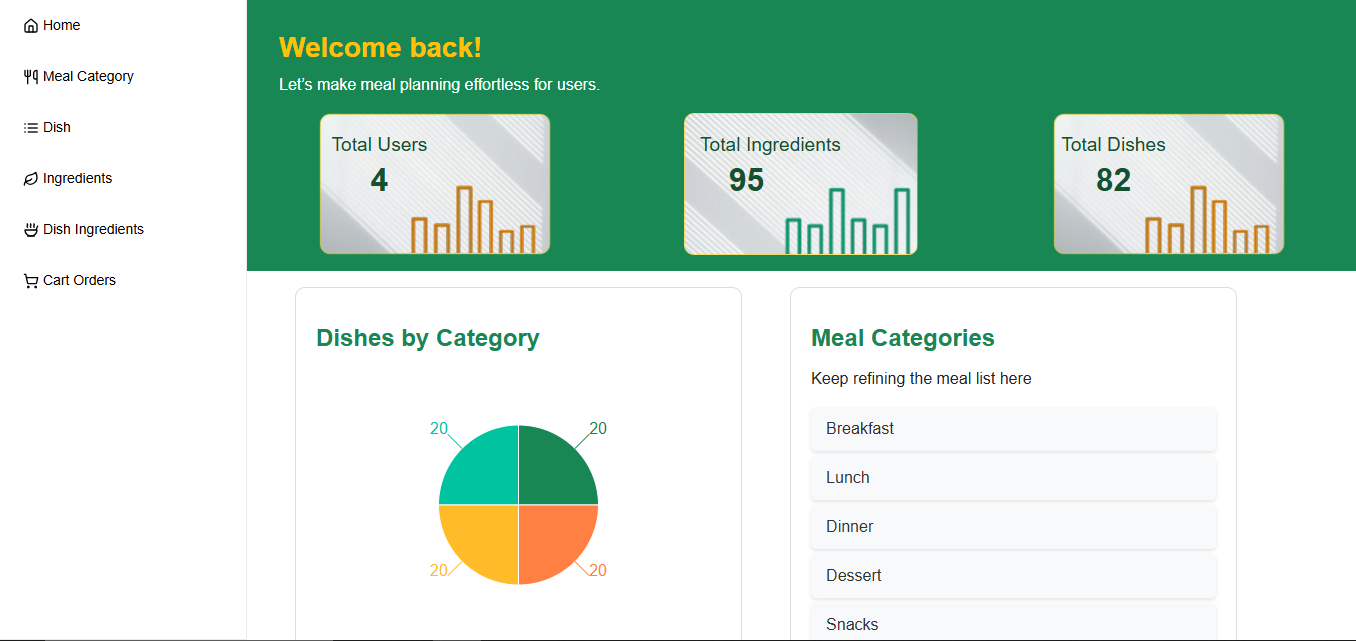 Home
Meal Category
Dish
Ingredients
Dish Ingredients
Cart Orders
Welcome back!
Let's make meal planning effortless for users.
Total Users
4
Total Ingredients
95
Total Dishes
82
Dishes by Category
20
20
20
20
Meal Categories
Keep refining the meal list here
Breakfast
Lunch
Dinner
Dessert
Snacks